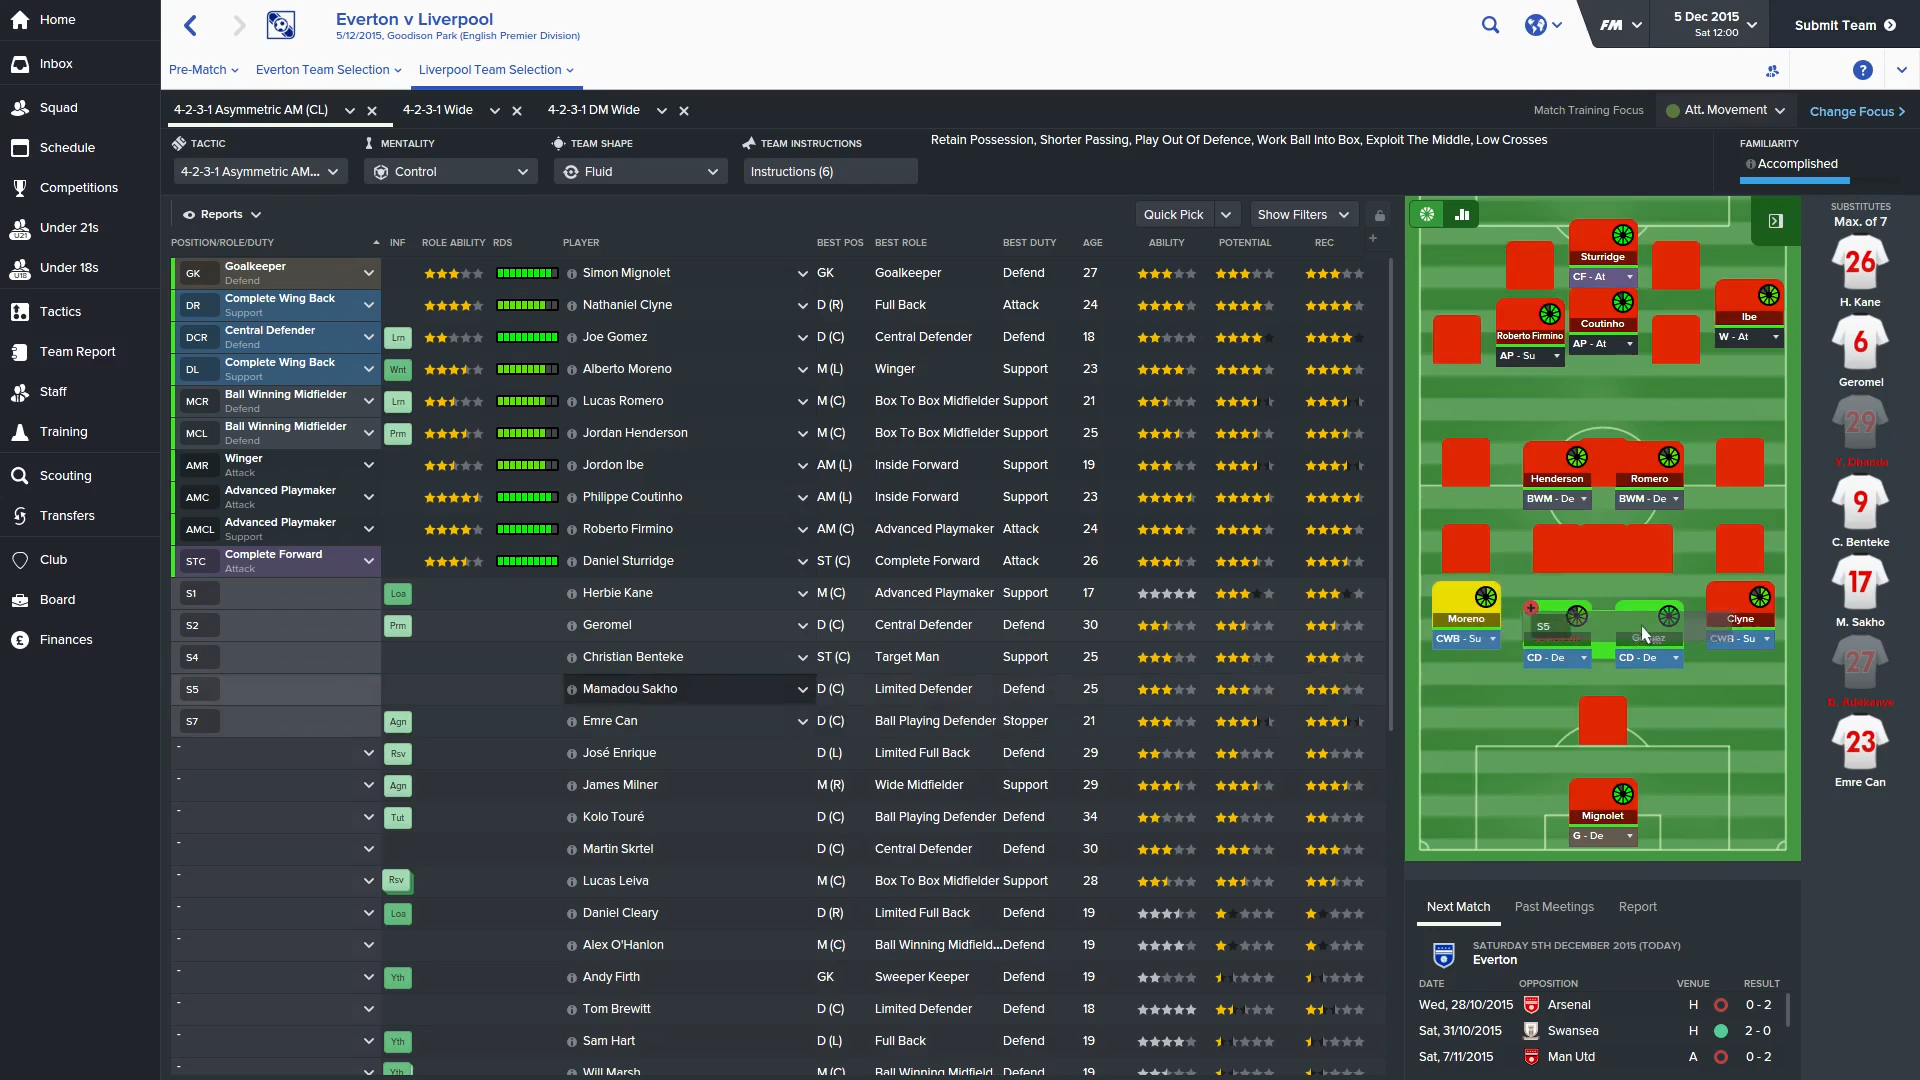 Home
Inbox
Squad
Schedule
Competitions
Under 21s
Under 18s
Tactics
Team Report
Staff
Training
Scouting
Transfers
Club
Board
Finances
Everton v Liverpool
5/12/2015, Goodison Park (English Premier Division)
FM
5 Dec 2015
Sat 12:00
Submit Team
Pre-Match
Everton Team Selection
Liverpool Team Selection
4-2-3-1 Asymmetric AM (CL)
4-2-3-1 Wide
4-2-3-1 DM Wide
Match Training Focus
Att. Movement
Change Focus >
TACTIC
MENTALITY
TEAM SHAPE
TEAM INSTRUCTIONS
4-2-3-1 Asymmetric AM...
Control
Fluid
Instructions (6)
Retain Possession, Shorter Passing, Play Out Of Defence, Work Ball Into Box, Exploit The Middle, Low Crosses
FAMILIARITY
Accomplished
Reports
Quick Pick
Show Filters
POSITION/ROLE/DUTY INF ROLE ABILITY RDS PLAYER BEST POS BEST ROLE BEST DUTY AGE ABILITY POTENTIAL REC
GK Goalkeeper Defend Simon Mignolet GK Goalkeeper Defend 27
DR Complete Wing Back Support Nathaniel Clyne D (R) Full Back Attack 24
DCR Central Defender Defend Lrn Joe Gomez D (C) Central Defender Defend 18
DL Complete Wing Back Support Wnt Alberto Moreno M (L) Winger Support 23
MCR Ball Winning Midfielder Defend Lrn Lucas Romero M (C) Box To Box Midfielder Support 21
MCL Ball Winning Midfielder Defend Prm Jordan Henderson M (C) Box To Box Midfielder Support 25
AMR Winger Attack Jordon Ibe AM (L) Inside Forward Support 19
AMC Advanced Playmaker Attack Philippe Coutinho AM (L) Inside Forward Support 23
AMCL Advanced Playmaker Support Roberto Firmino AM (C) Advanced Playmaker Attack 24
STC Complete Forward Attack Daniel Sturridge ST (C) Complete Forward Attack 26
S1 Loa Herbie Kane M (C) Advanced Playmaker Support 17
S2 Prm Geromel D (C) Central Defender Defend 30
S4 Christian Benteke ST (C) Target Man Support 25
S5 Mamadou Sakho D (C) Limited Defender Defend 25
S7 Agn Emre Can D (C) Ball Playing Defender Stopper 21
- Rsv José Enrique D (L) Limited Full Back Defend 29
- Agn James Milner M (R) Wide Midfielder Support 29
- Tut Kolo Touré D (C) Ball Playing Defender Defend 34
- Martin Skrtel D (C) Central Defender Defend 30
- Rsv Lucas Leiva M (C) Box To Box Midfielder Support 28
- Loa Daniel Cleary D (R) Limited Full Back Defend 19
- Alex O'Hanlon M (C) Ball Winning Midfield... Defend 19
- Yth Andy Firth GK Sweeper Keeper Defend 19
- Tom Brewitt D (C) Limited Defender Defend 18
- Yth Sam Hart D (L) Full Back Defend 19
- Yth Will Marsh M (C) Ball Winning Midfield... Defend 19
Sturridge
CF - At
Roberto Firmino
AP - Su
Coutinho
AP - At
Ibe
W - At
Henderson
BWM - De
Romero
BWM - De
Moreno
CWB - Su
S5
CD - De
CD - De
Clyne
CWB - Su
Mignolet
G - De
SUBSTITUTES
Max. of 7
26
H. Kane
6
Geromel
29
Y. Dhanda
9
C. Benteke
17
M. Sakho
27
D. Adekanye
23
Emre Can
Next Match
Past Meetings
Report
SATURDAY 5TH DECEMBER 2015 (TODAY)
Everton
DATE OPPOSITION VENUE RESULT
Wed, 28/10/2015 Arsenal H 0 - 2
Sat, 31/10/2015 Swansea H 2 - 0
Sat, 7/11/2015 Man Utd A 0 - 2